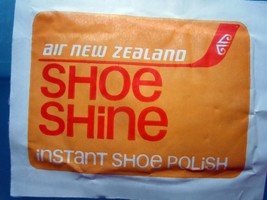 air new zealand
SHOE
SHiNE
iNSTANT SHOE POLiSH